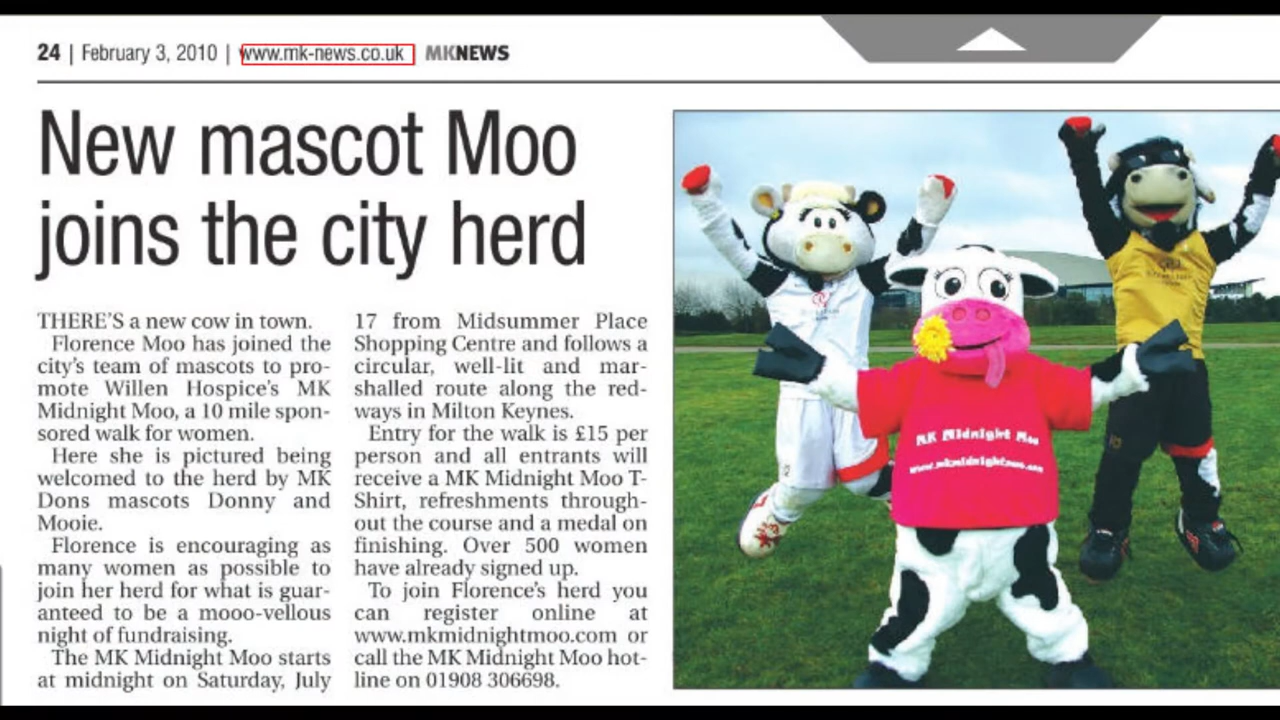 24 | February 3, 2010 | www.mk-news.co.uk MKNEWS
New mascot Moo
joins the city herd
THERE'S a new cow in town.
Florence Moo has joined the
city's team of mascots to pro-
mote Willen Hospice's MK
Midnight Moo, a 10 mile spon-
sored walk for women.
Here she is pictured being
welcomed to the herd by MK
Dons mascots Donny and
Mooie.
Florence is encouraging as
many women as possible to
join her herd for what is guar-
anteed to be a mooo-vellous
night of fundraising.
The MK Midnight Moo starts
at midnight on Saturday, July
17 from Midsummer Place
Shopping Centre and follows a
circular, well-lit and mar-
shalled route along the red-
ways in Milton Keynes.
Entry for the walk is £15 per
person and all entrants will
receive a MK Midnight Moo T-
Shirt, refreshments through-
out the course and a medal on
finishing. Over 500 women
have already signed up.
To join Florence's herd you
can register online at
www.mkmidnightmoo.com or
call the MK Midnight Moo hot-
line on 01908 306698.
MK Midnight Moo
www.mkmidnightmoo.com